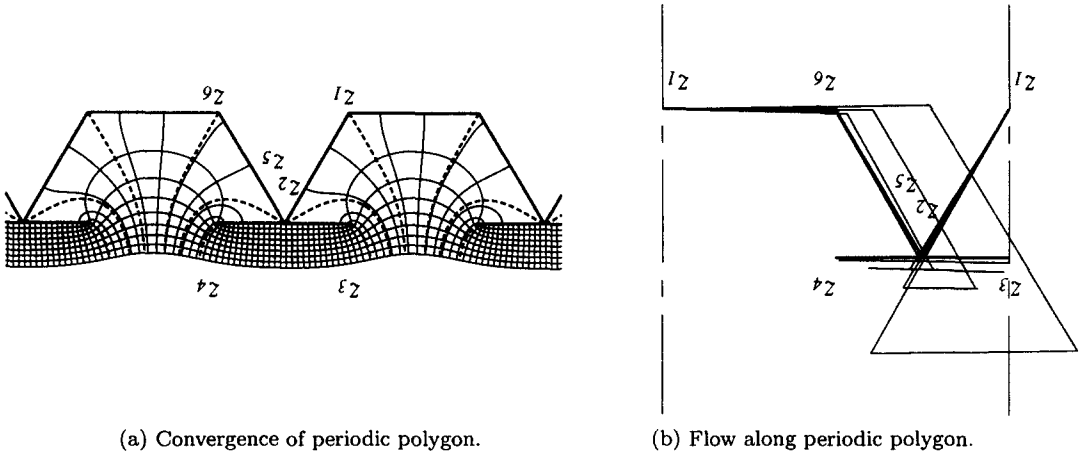 z6 z1
z5
z2
z4 z3
z1 z6 z1
z5
z2
z4 z3
(a) Convergence of periodic polygon.
(b) Flow along periodic polygon.